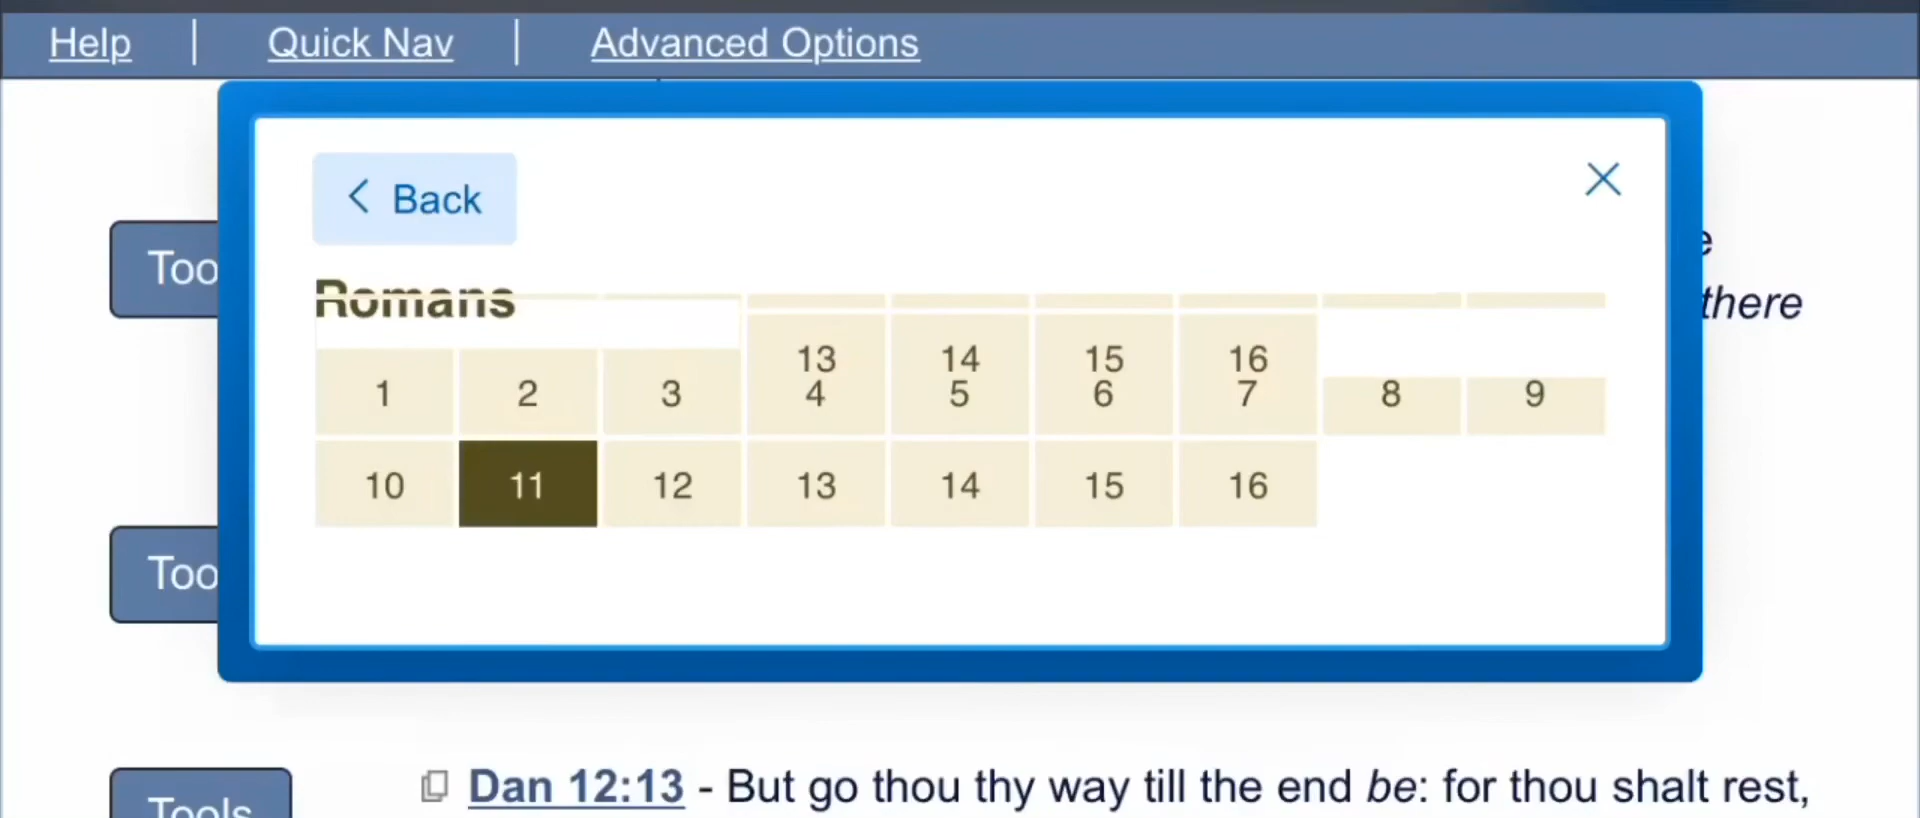 Help | Quick Nav | Advanced Options
Back
Romans
13 14 15 16
1 2 3 4 5 6 7 8 9
10 11 12 13 14 15 16
there
Tools
Dan 12:13 - But go thou thy way till the end be: for thou shalt rest,